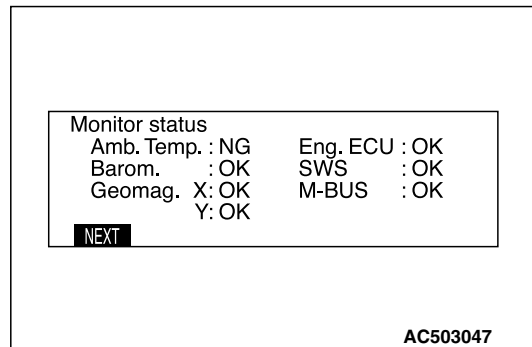 Monitor status
Amb. Temp. : NG Eng. ECU : OK
Barom. : OK SWS : OK
Geomag. X: OK M-BUS : OK
Y: OK
NEXT
AC503047